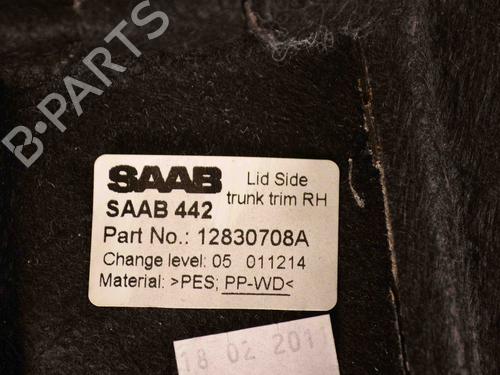 B-PARTS
SAAB
Lid Side
trunk trim RH
SAAB 442
Part No.: 12830708A
Change level: 05 011214
Material: >PES; PP-WD<
18 02 201